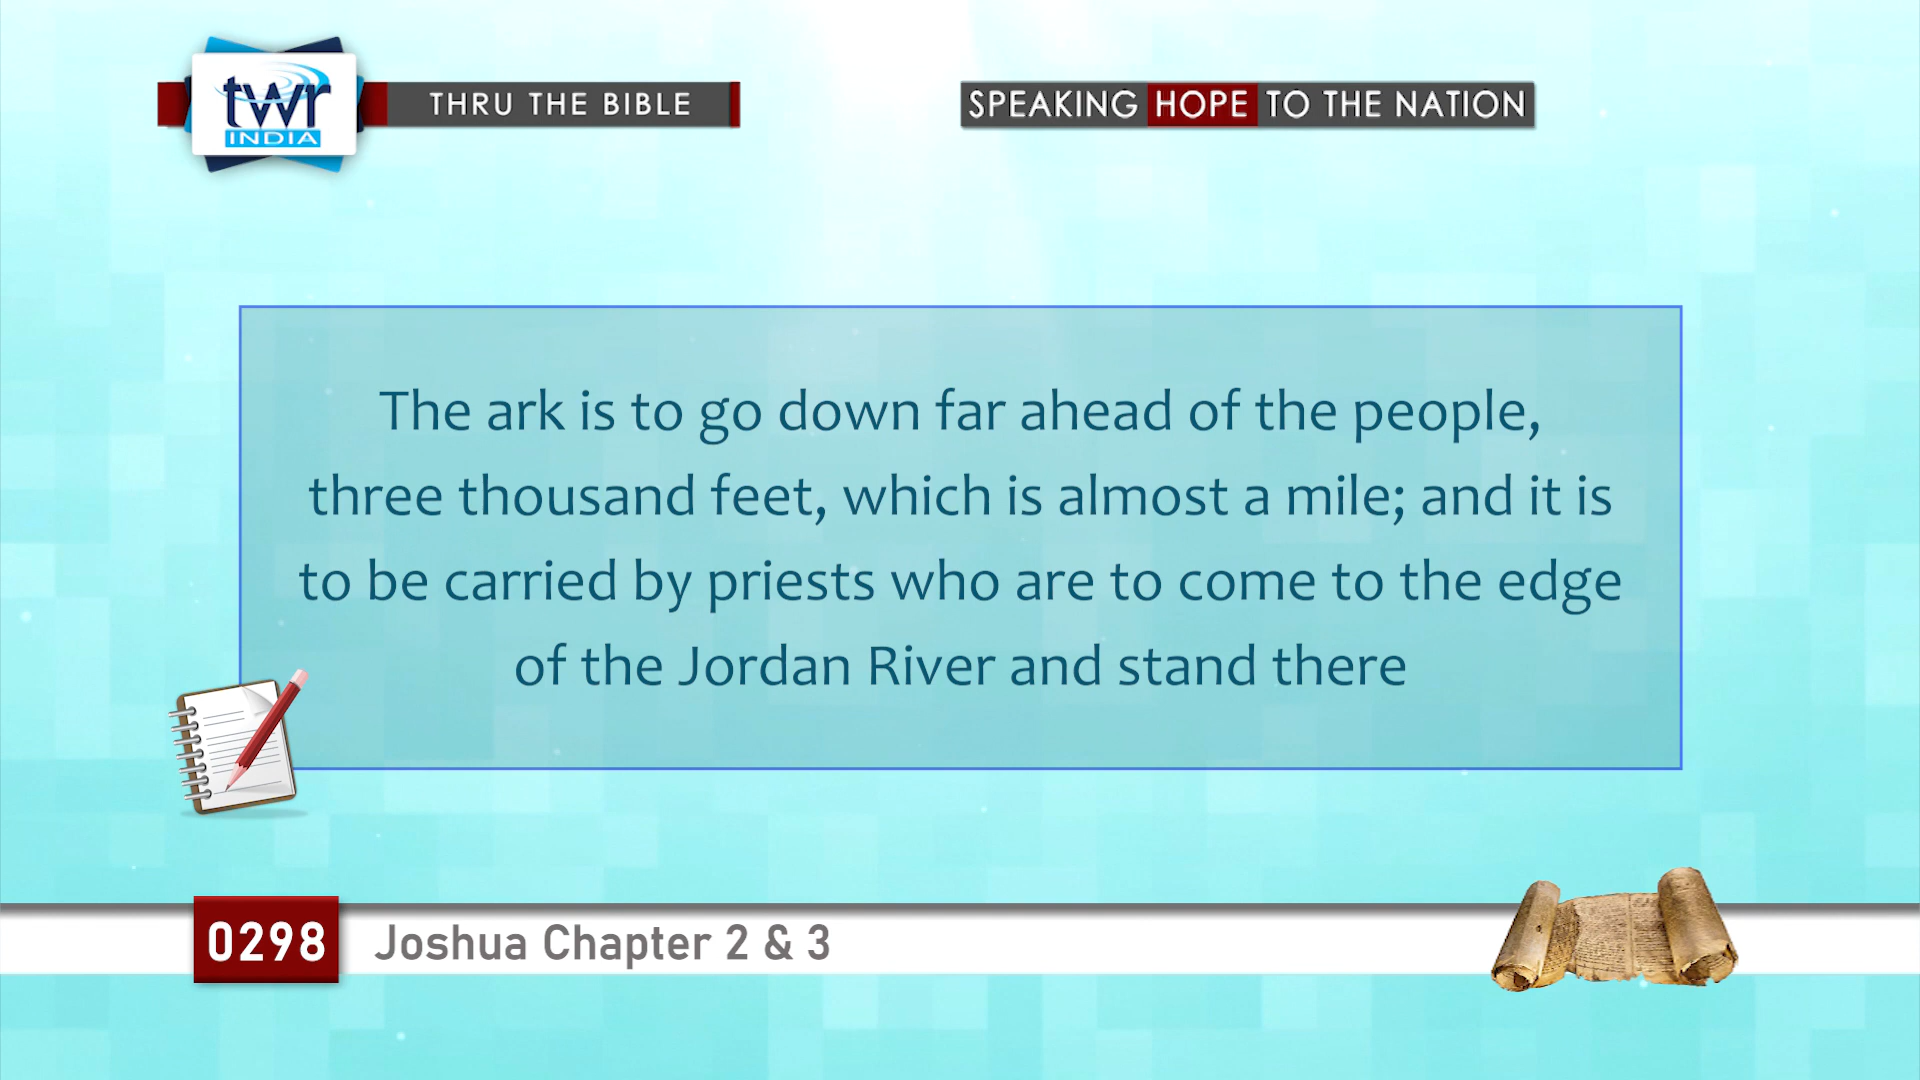 twr
INDIA
THRU THE BIBLE
SPEAKING HOPE TO THE NATION
The ark is to go down far ahead of the people,
three thousand feet, which is almost a mile; and it is
to be carried by priests who are to come to the edge
of the Jordan River and stand there
0298
Joshua Chapter 2 & 3